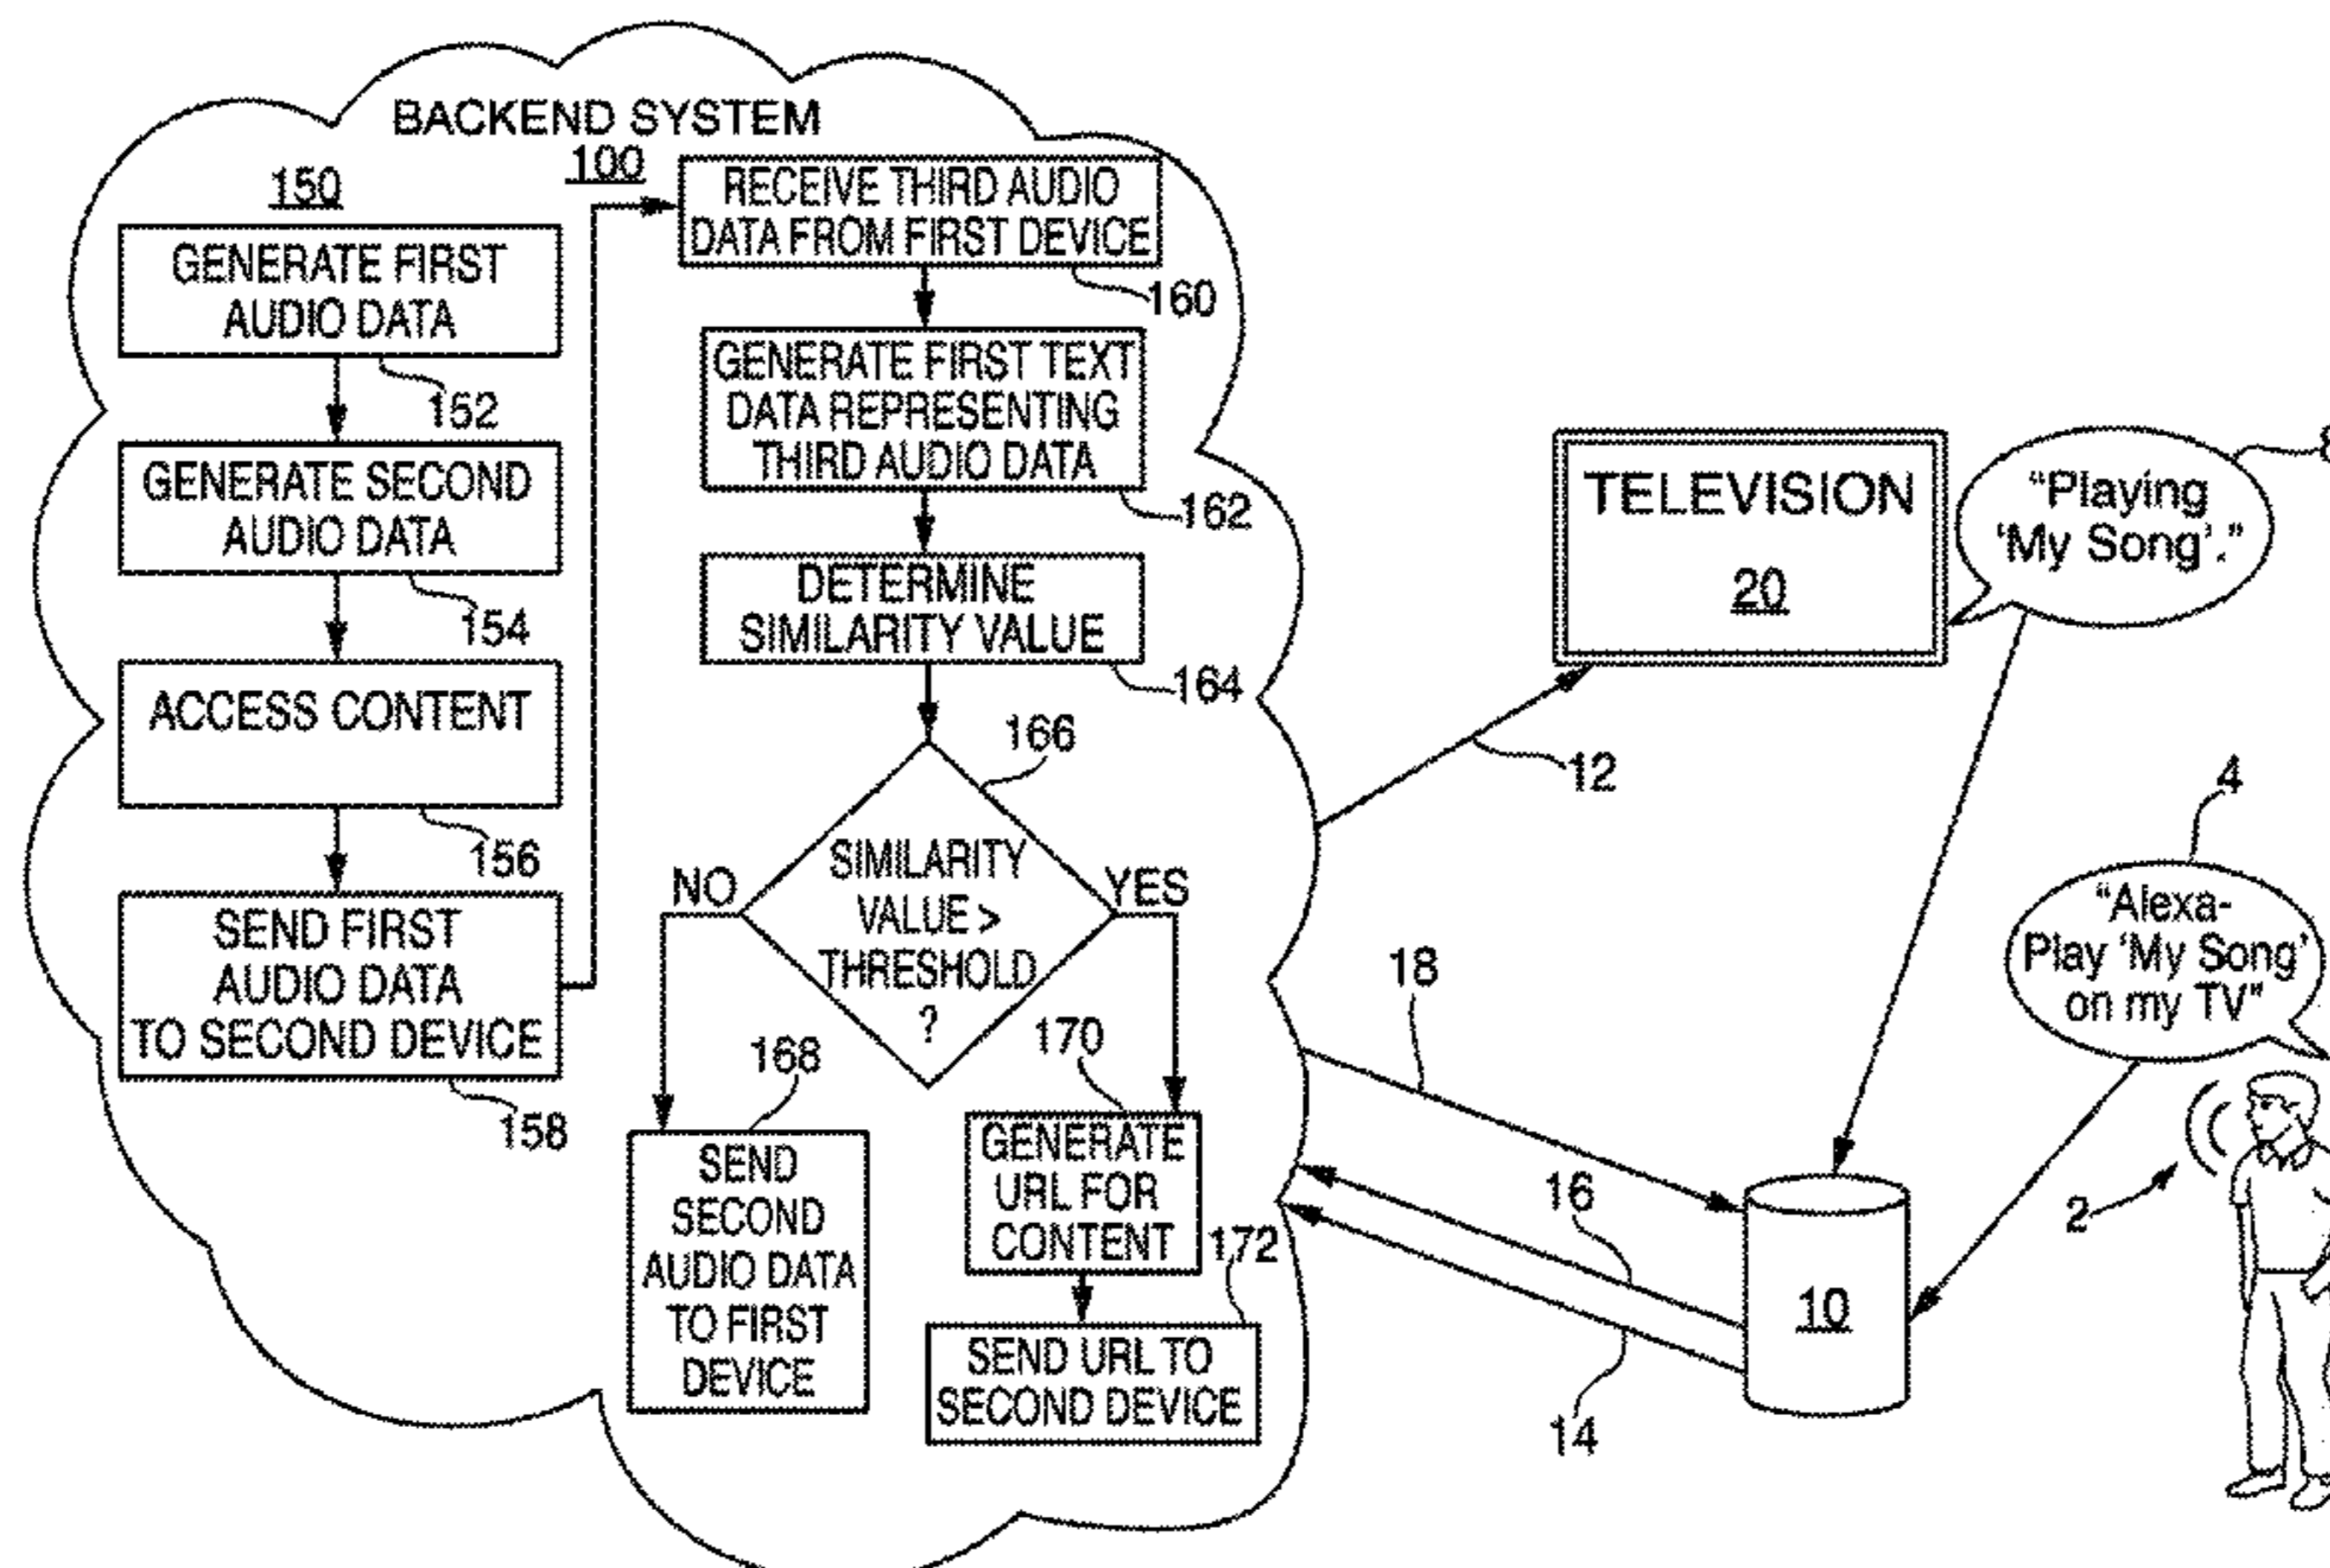 BACKEND SYSTEM
100
150
GENERATE FIRST
AUDIO DATA
152
GENERATE SECOND
AUDIO DATA
154
ACCESS CONTENT
156
SEND FIRST
AUDIO DATA
TO SECOND DEVICE
158
RECEIVE THIRD AUDIO
DATA FROM FIRST DEVICE
160
GENERATE FIRST TEXT
DATA REPRESENTING
THIRD AUDIO DATA
162
DETERMINE
SIMILARITY VALUE
164
166
SIMILARITY
VALUE >
THRESHOLD
?
NO
YES
168
SEND
SECOND
AUDIO DATA
TO FIRST
DEVICE
170
GENERATE
URL FOR
CONTENT
172
SEND URL TO
SECOND DEVICE
TELEVISION
20
8
“Playing
‘My Song’.”
12
4
“Alexa-
Play ‘My Song’
on my TV”
18
16
14
10
2